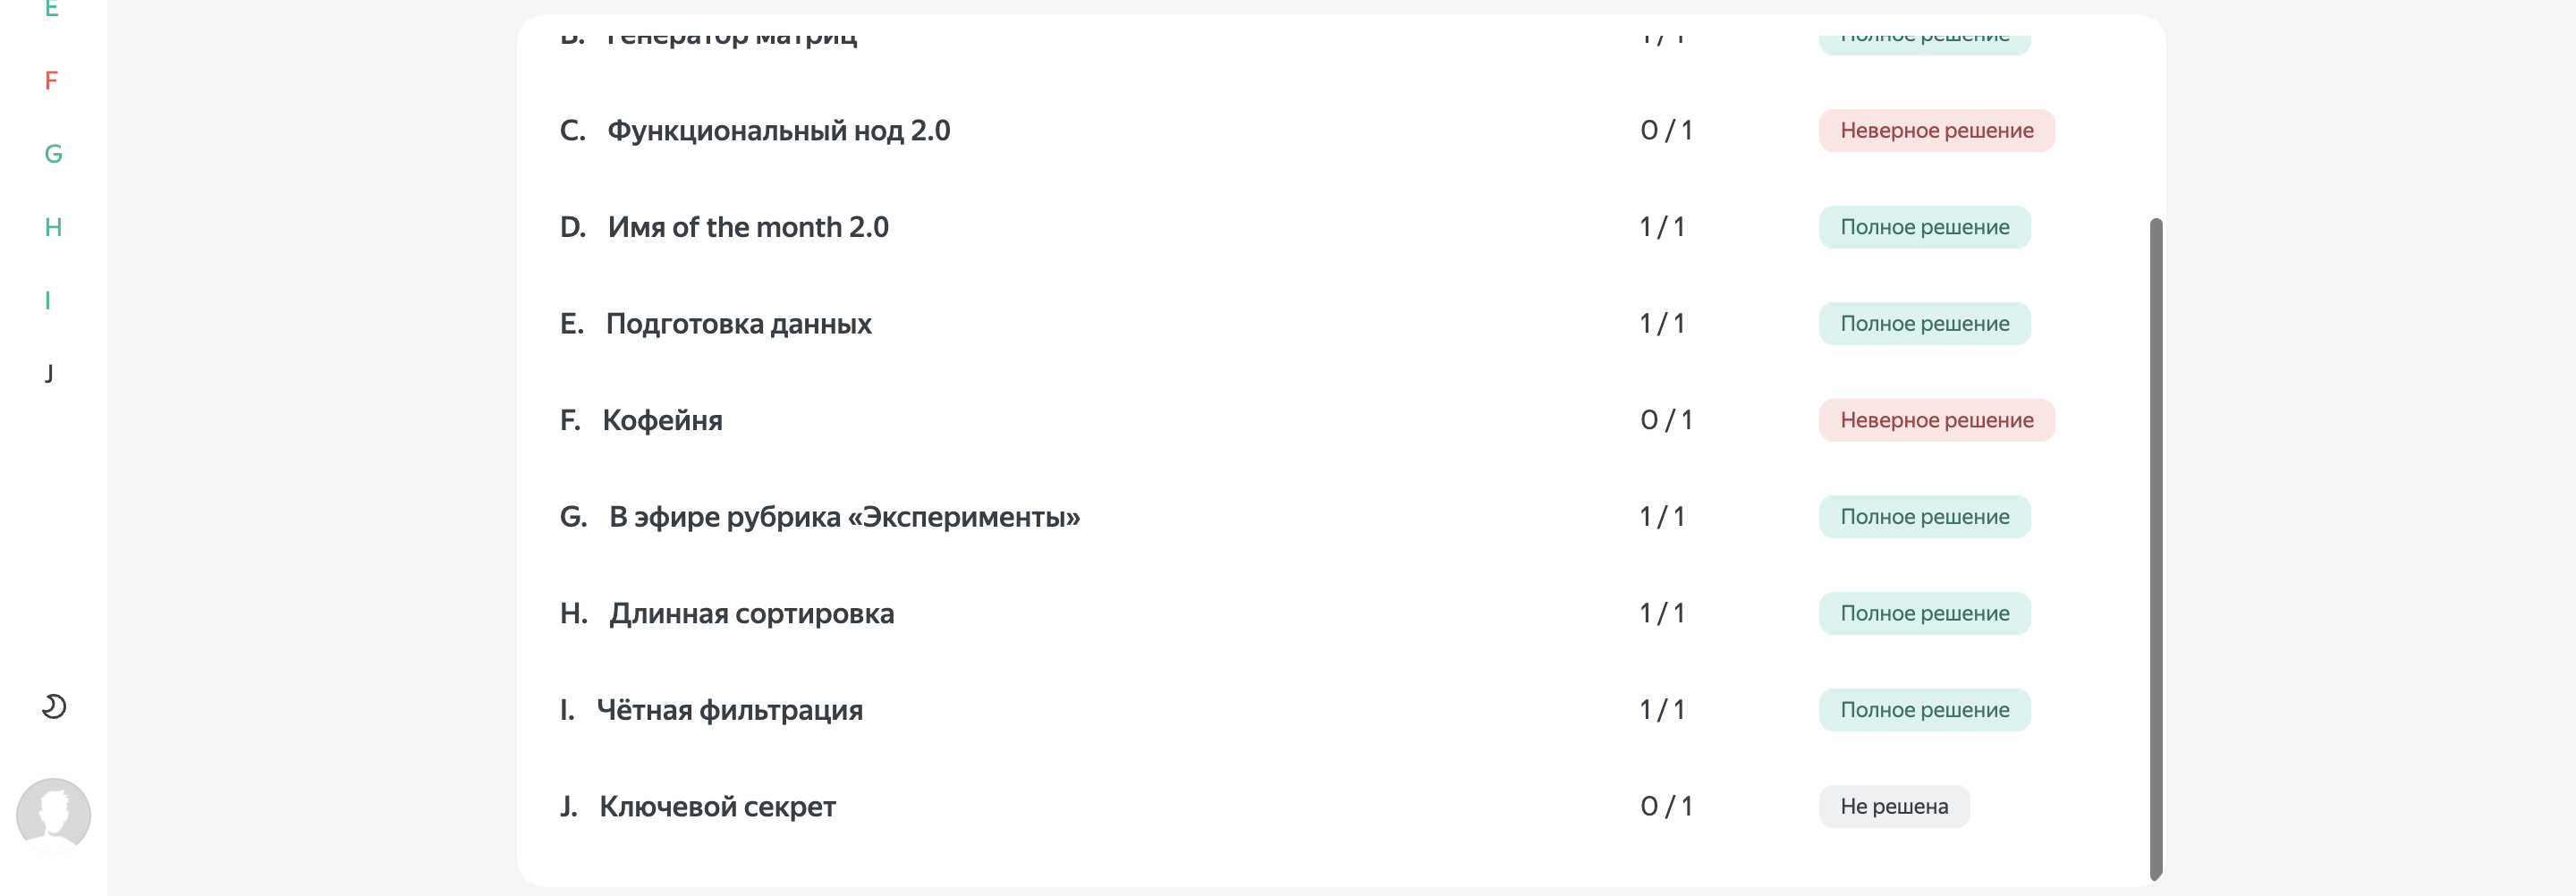 E
F
G
H
I
J
B. Генератор матриц 1 / 1 Полное решение
C. Функциональный нод 2.0 0 / 1 Неверное решение
D. Имя of the month 2.0 1 / 1 Полное решение
E. Подготовка данных 1 / 1 Полное решение
F. Кофейня 0 / 1 Неверное решение
G. В эфире рубрика «Эксперименты» 1 / 1 Полное решение
H. Длинная сортировка 1 / 1 Полное решение
I. Чётная фильтрация 1 / 1 Полное решение
J. Ключевой секрет 0 / 1 Не решена